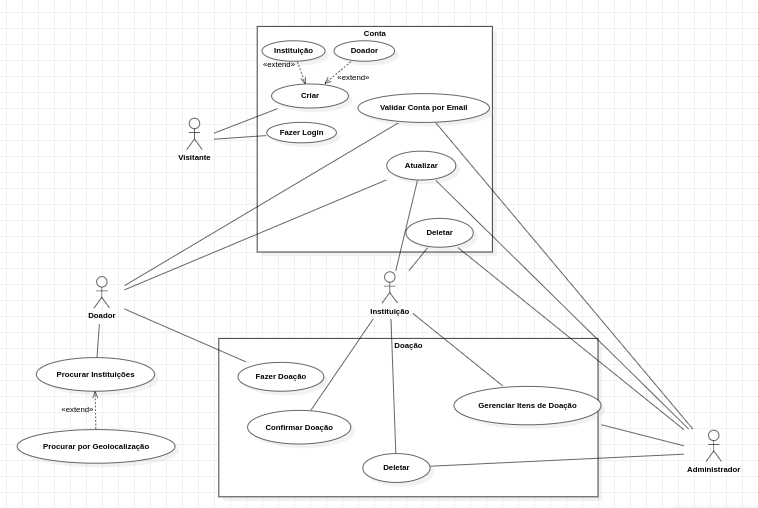 Conta
Instituição
Doador
«extend»
«extend»
Criar
Validar Conta por Email
Fazer Login
Visitante
Atualizar
Deletar
Doador
Instituição
Doação
Procurar Instituições
Fazer Doação
«extend»
Gerenciar Itens de Doação
Confirmar Doação
Procurar por Geolocalização
Deletar
Administrador